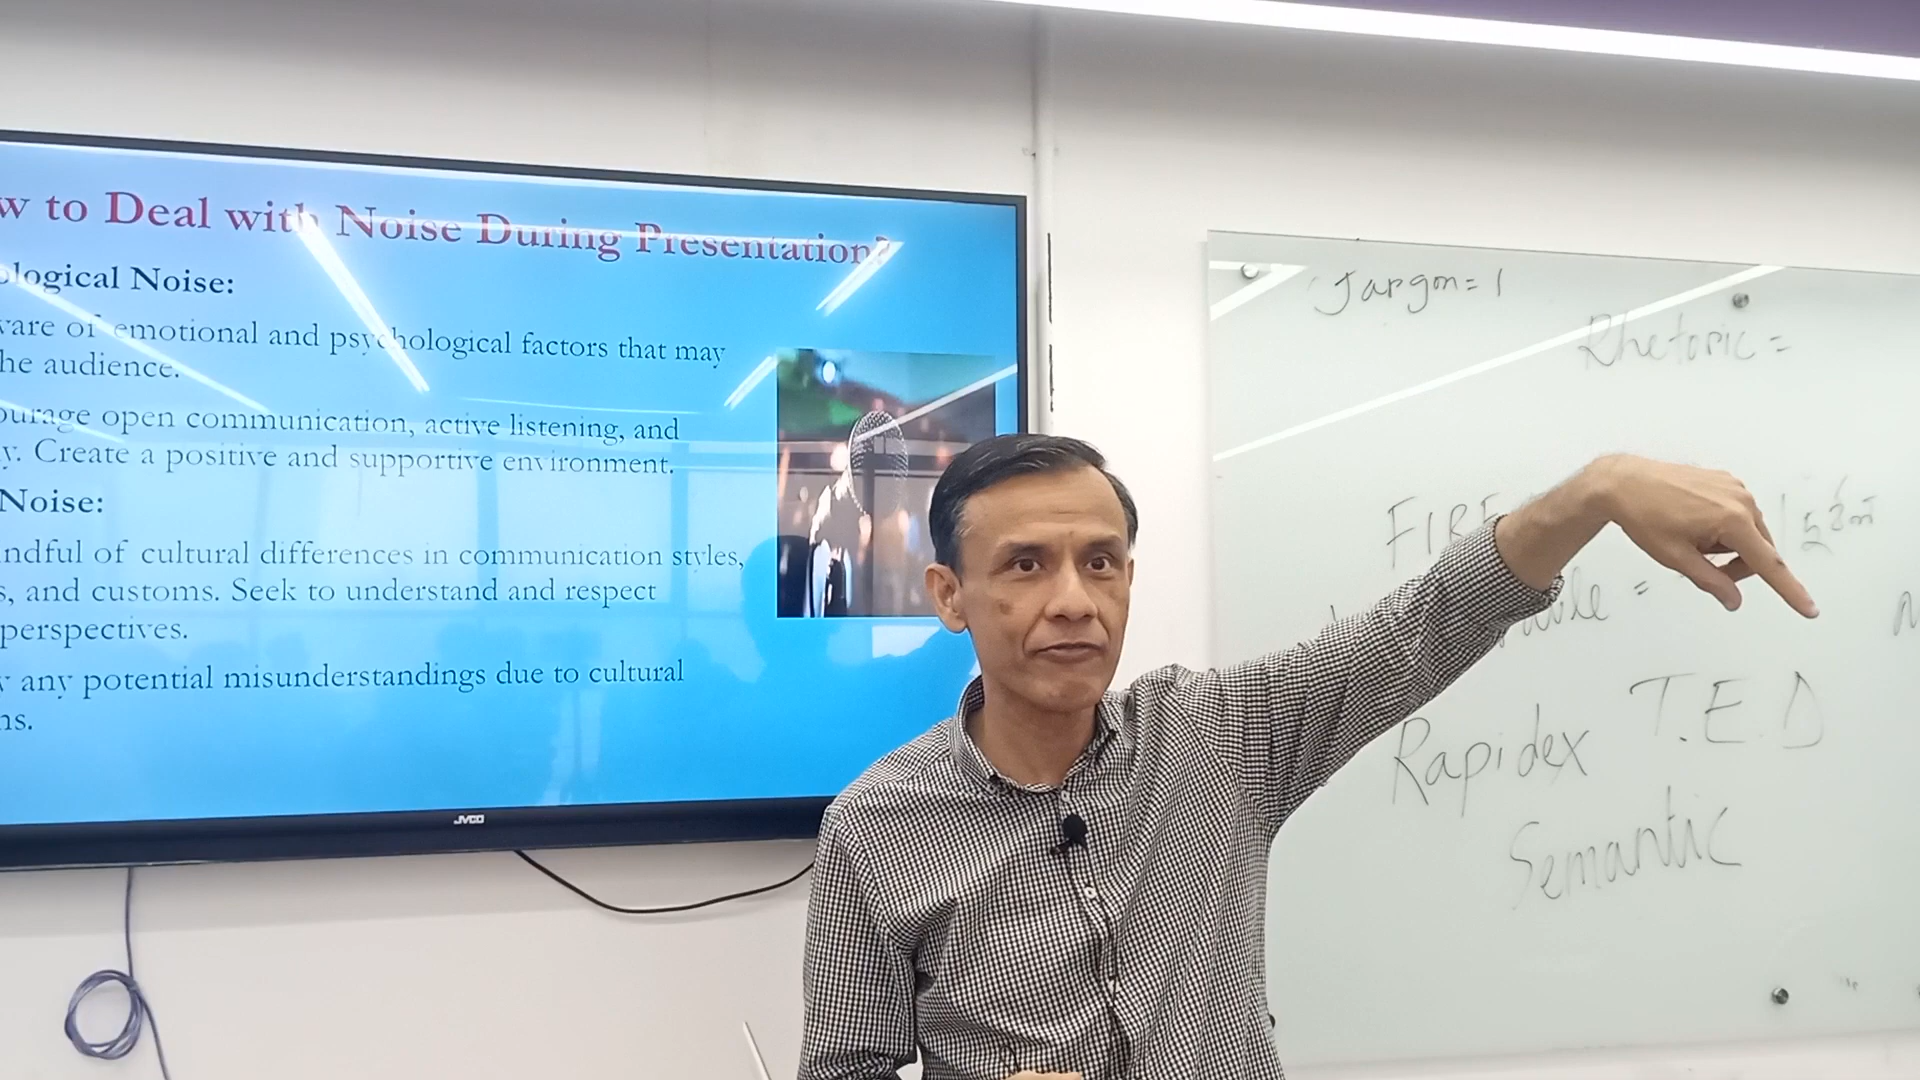 w to Deal with Noise During Presentation?
ological Noise:
vare of emotional and psychological factors that may
he audience.
ourage open communication, active listening, and
y. Create a positive and supportive environment.
Noise:
ndful of cultural differences in communication styles,
s, and customs. Seek to understand and respect
perspectives.
y any potential misunderstandings due to cultural
ns.
JVCO
Jargon = 1
Rhetoric =
FIRE
Rapidex T.E.D
Semantic